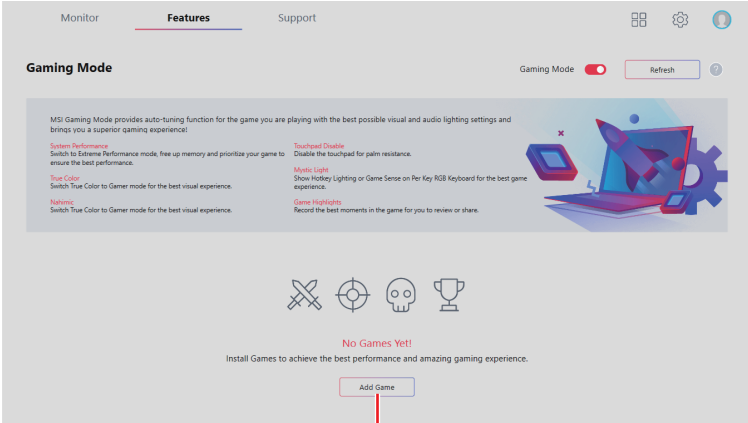 Monitor Features Support
Gaming Mode
Gaming Mode Refresh ?
MSI Gaming Mode provides auto-tuning function for the game you are playing with the best possible visual and audio lighting settings and
brings you a superior gaming experience!
System Performance
Switch to Extreme Performance mode, free up memory and prioritize your game to
ensure the best performance.
True Color
Switch True Color to Gamer mode for the best visual experience.
Nahimic
Switch True Color to Gamer mode for the best visual experience.
Touchpad Disable
Disable the touchpad for palm resistance.
Mystic Light
Show Hotkey Lighting or Game Sense on Per Key RGB Keyboard for the best game
experience.
Game Highlights
Record the best moments in the game for you to review or share.
No Games Yet!
Install Games to achieve the best performance and amazing gaming experience.
Add Game